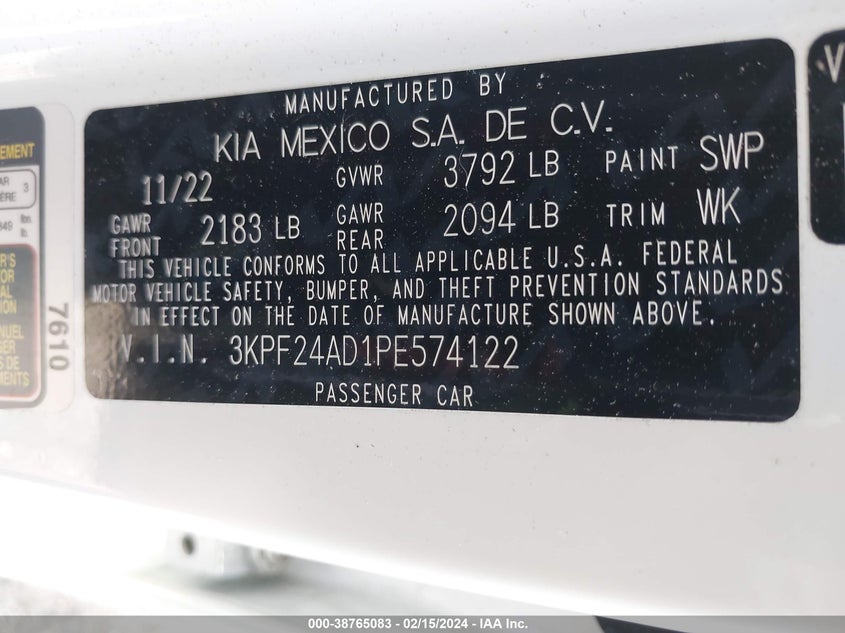 MANUFACTURED BY
KIA MEXICO S.A. DE C.V.
11/22 GVWR 3792 LB PAINT SWP
GAWR FRONT 2183 LB GAWR REAR 2094 LB TRIM WK
THIS VEHICLE CONFORMS TO ALL APPLICABLE U.S.A. FEDERAL
MOTOR VEHICLE SAFETY, BUMPER, AND THEFT PREVENTION STANDARDS
IN EFFECT ON THE DATE OF MANUFACTURE SHOWN ABOVE.
V.I.N. 3KPF24AD1PE574122
PASSENGER CAR
7610
3
000-38765083 - 02/15/2024 - IAA Inc.